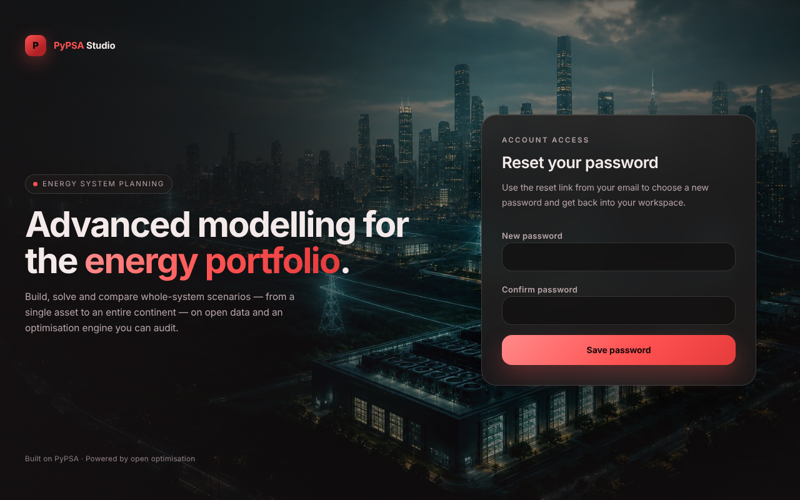 P
PyPSA Studio
ENERGY SYSTEM PLANNING
Advanced modelling for
the energy portfolio.
Build, solve and compare whole-system scenarios — from a
single asset to an entire continent — on open data and an
optimisation engine you can audit.
Built on PyPSA · Powered by open optimisation
ACCOUNT ACCESS
Reset your password
Use the reset link from your email to choose a new
password and get back into your workspace.
New password
Confirm password
Save password